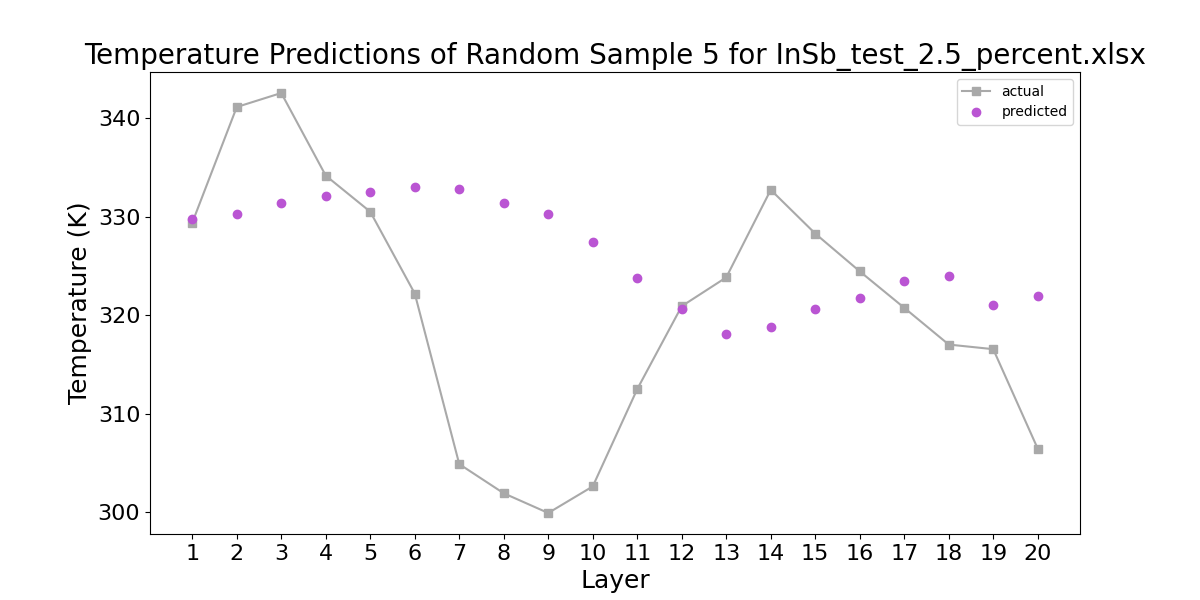 Temperature Predictions of Random Sample 5 for InSb_test_2.5_percent.xlsx
actual
predicted
340
330
320
310
300
Temperature (K)
1 2 3 4 5 6 7 8 9 10 11 12 13 14 15 16 17 18 19 20
Layer